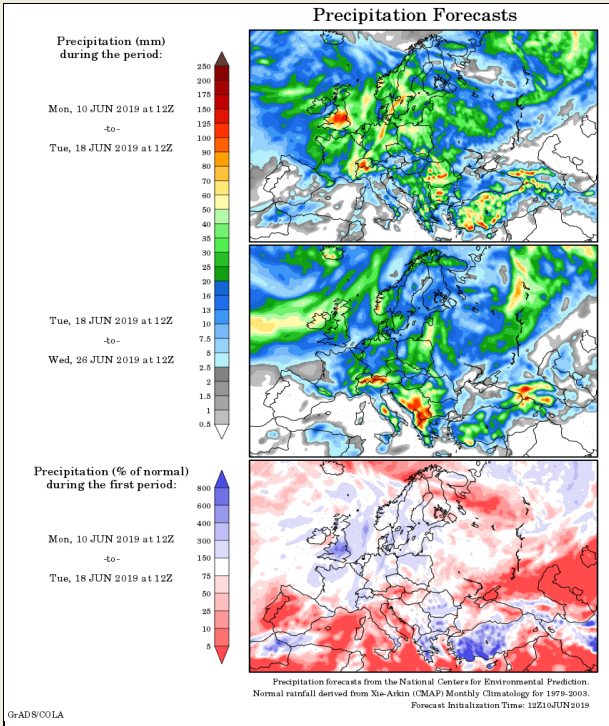 Precipitation Forecasts
Precipitation (mm)
during the period:
Mon, 10 JUN 2019 at 12Z
-to-
Tue, 18 JUN 2019 at 12Z
250
200
175
150
125
100
90
80
70
60
50
40
35
30
25
20
16
13
10
7.5
5
2.5
2
1.5
1
0.5
Tue, 18 JUN 2019 at 12Z
-to-
Wed, 26 JUN 2019 at 12Z
Precipitation (% of normal)
during the first period:
Mon, 10 JUN 2019 at 12Z
-to-
Tue, 18 JUN 2019 at 12Z
800
600
400
300
150
75
50
25
10
5
Precipitation forecasts from the National Centers for Environmental Prediction.
Normal rainfall derived from Xie-Arkin (CMAP) Monthly Climatology for 1979-2003.
Forecast Initialization Time: 12Z10JUN2019
GrADS/COLA